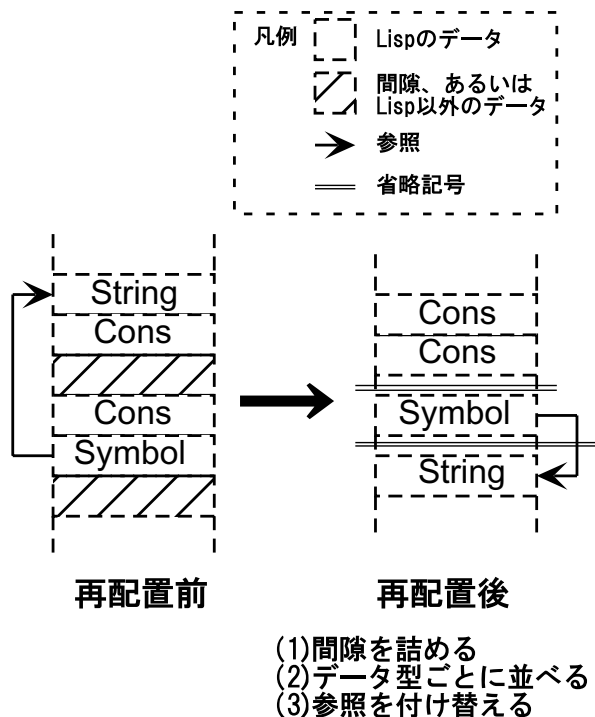 凡例
Lispのデータ
間隙、あるいは
Lisp以外のデータ
参照
省略記号
String
Cons
Cons
Symbol
Cons
Cons
Symbol
String
再配置前
再配置後
(1)間隙を詰める
(2)データ型ごとに並べる
(3)参照を付け替える